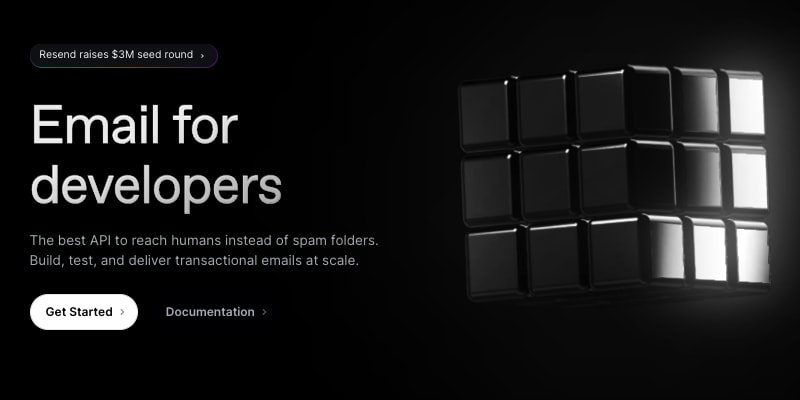 Resend raises $3M seed round
Email for
developers
The best API to reach humans instead of spam folders.
Build, test, and deliver transactional emails at scale.
Get Started
Documentation